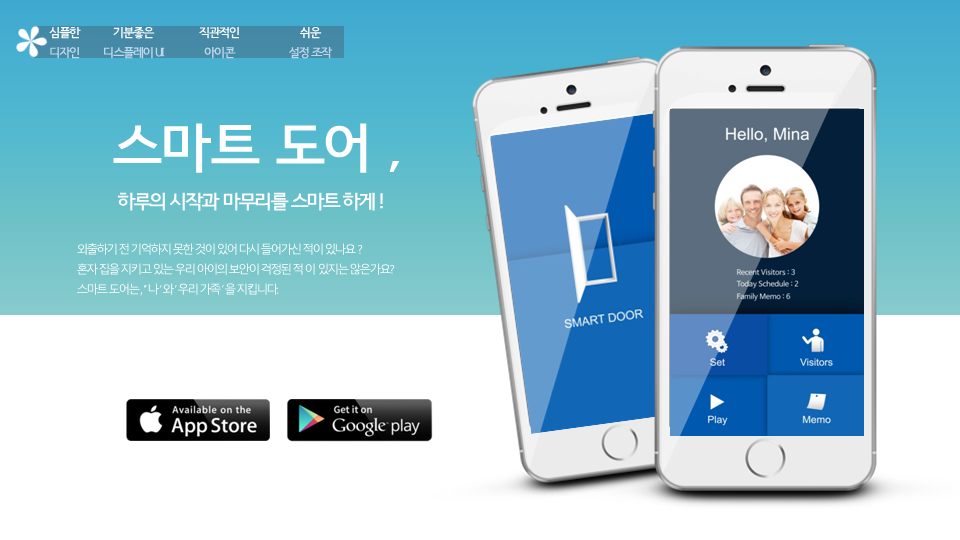 심플한 기분좋은 직관적인 쉬운
디자인 디스플레이 UI 아이콘 설정 조작
스마트 도어 ,
하루의 시작과 마무리를 스마트 하게 !
외출하기 전 기억하지 못한 것이 있어 다시 들어가신 적이 있나요 ?
혼자 집을 지키고 있는 우리 아이의 보안이 걱정된 적 이 있지는 않은가요?
스마트 도어는 , “ 나 ‘ 와 ‘ 우리 가족 ‘ 을 지킵니다.
Available on the
App Store
Get it on
Google play
SMART DOOR
Hello, Mina
Recent Visitors : 3
Today Schedule : 2
Family Memo : 6
Set Visitors
Play Memo